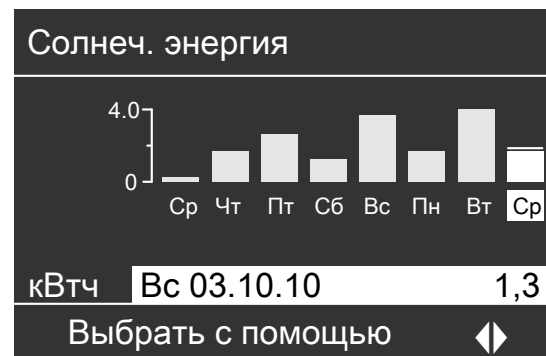 Солнеч. энергия
4.0
0
Ср Чт Пт Сб Вс Пн Вт Ср
кВтч Вс 03.10.10 1,3
Выбрать с помощью